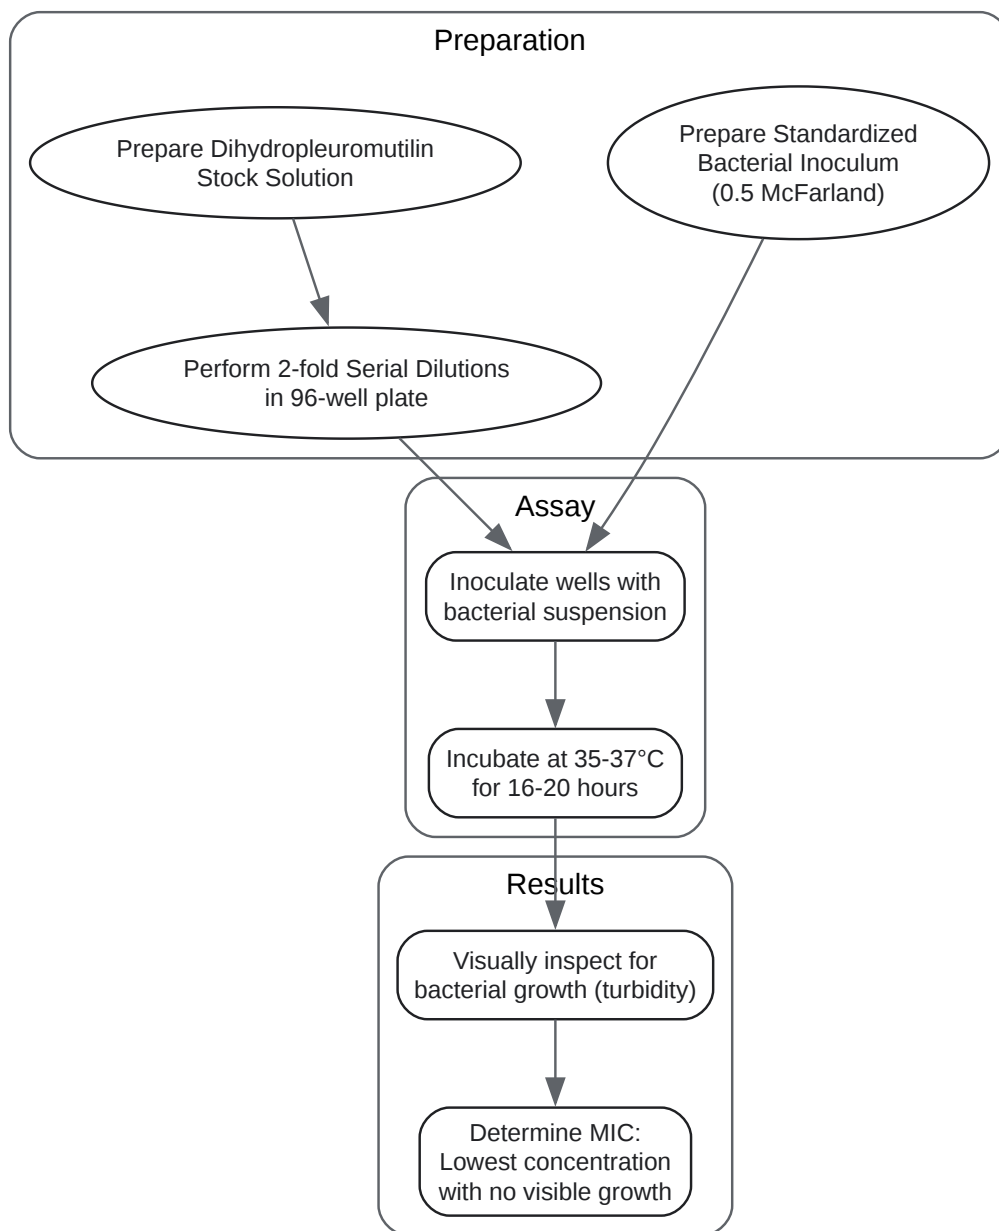 Preparation
Prepare Dihydropleuromutilin
Stock Solution
Prepare Standardized
Bacterial Inoculum
(0.5 McFarland)
Perform 2-fold Serial Dilutions
in 96-well plate
Assay
Inoculate wells with
bacterial suspension
Incubate at 35-37°C
for 16-20 hours
Results
Visually inspect for
bacterial growth (turbidity)
Determine MIC:
Lowest concentration
with no visible growth